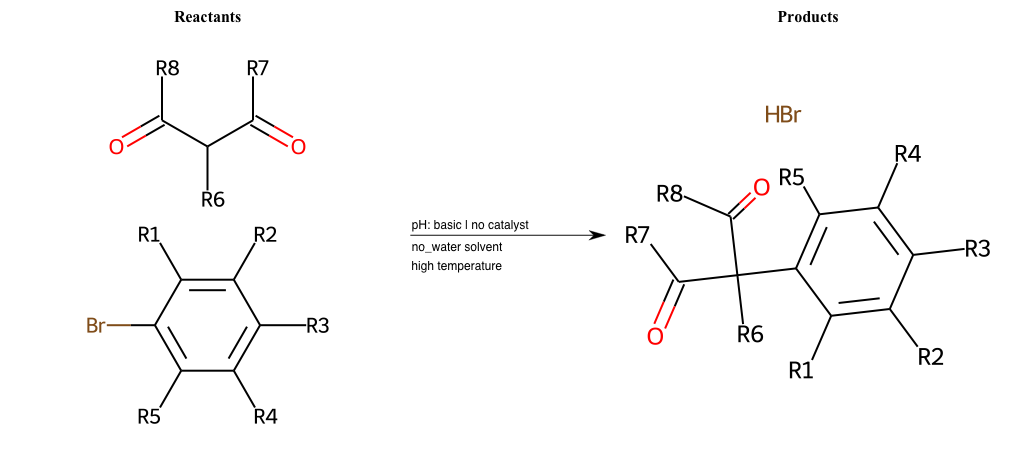 Reactants
Products
R8
R7
O
O
R6
R1
R2
Br
R3
R5
R4
pH: basic | no catalyst
no_water solvent
high temperature
HBr
R4
R5
O
R8
R7
R3
O
R6
R2
R1